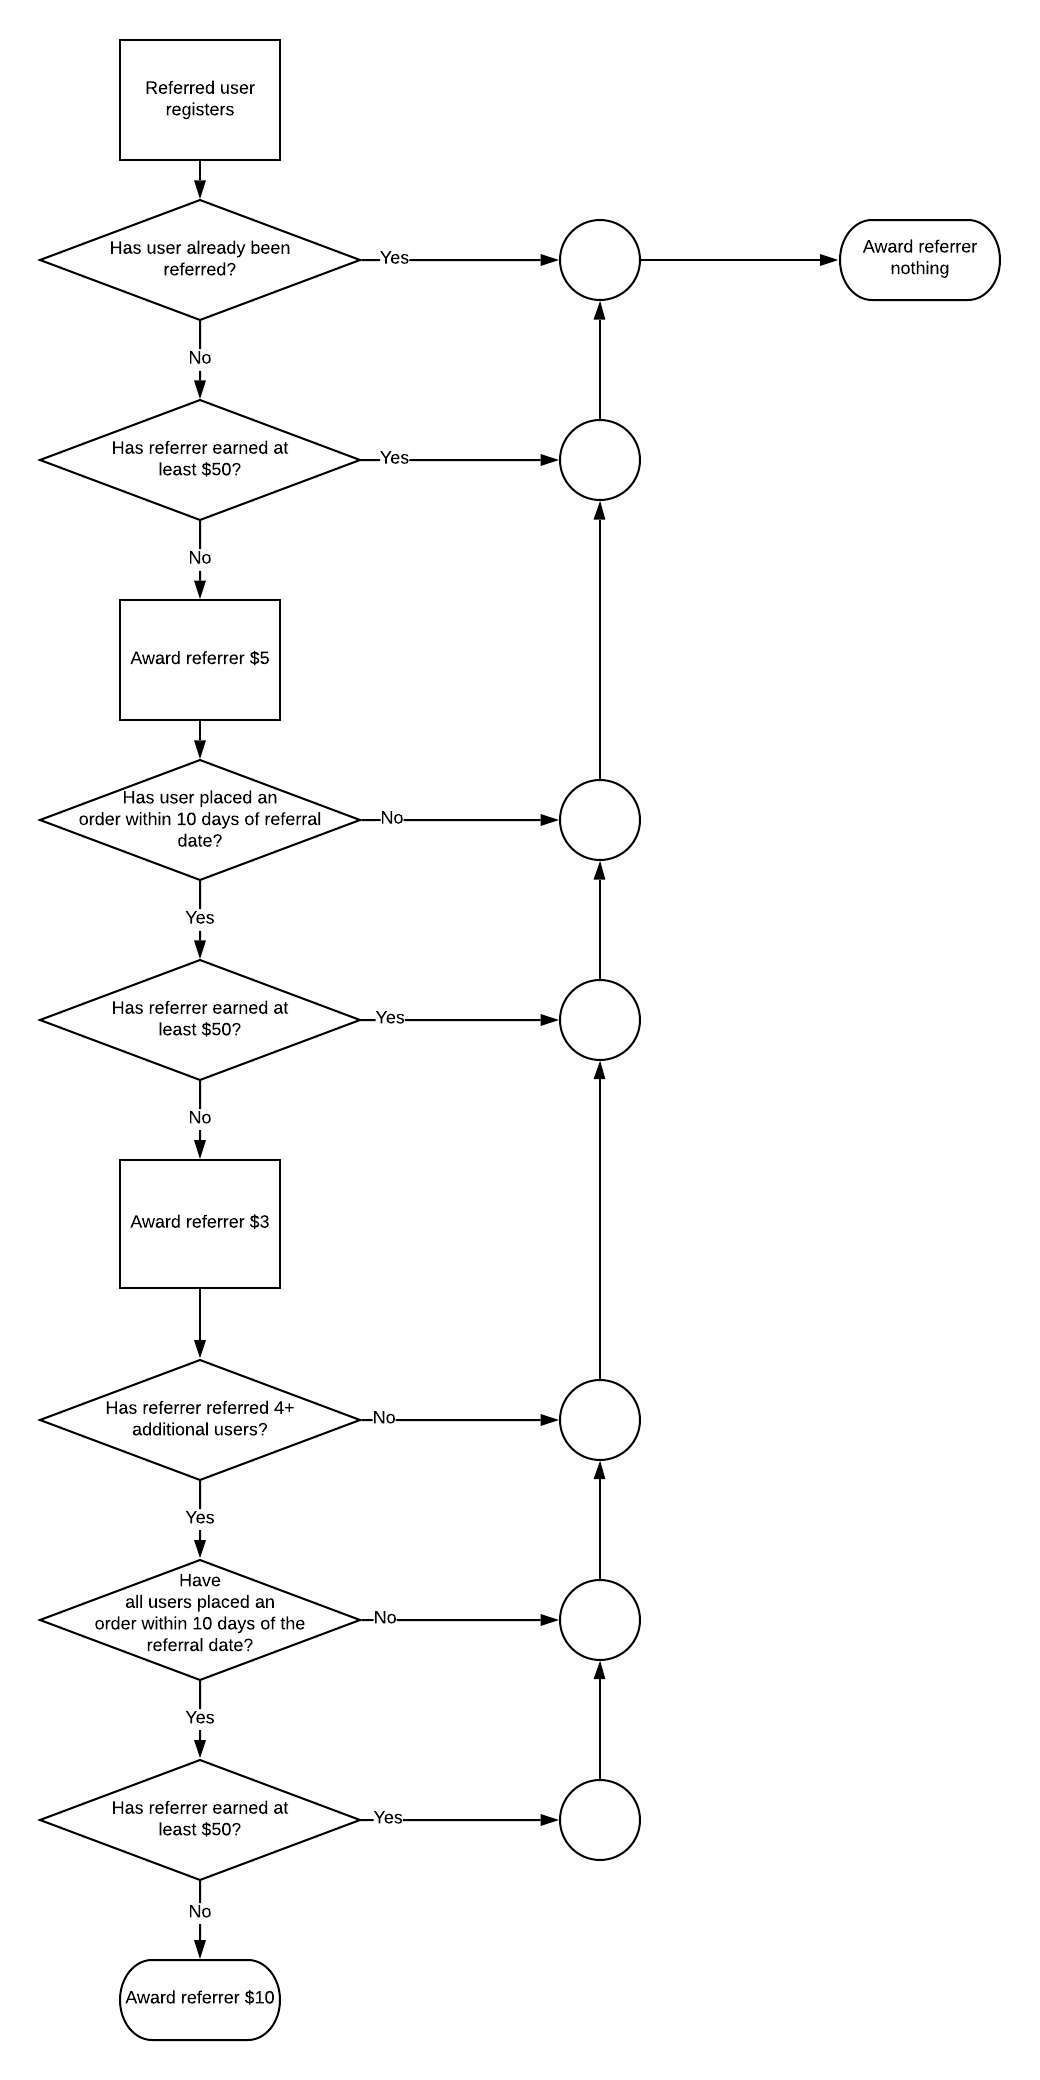 Referred user
registers
Has user already been
referred?
Yes
Award referrer
nothing
No
Has referrer earned at
least $50?
Yes
No
Award referrer $5
Has user placed an
order within 10 days of referral
date?
No
Yes
Has referrer earned at
least $50?
Yes
No
Award referrer $3
Has referrer referred 4+
additional users?
No
Yes
Have
all users placed an
order within 10 days of the
referral date?
No
Yes
Has referrer earned at
least $50?
Yes
No
Award referrer $10